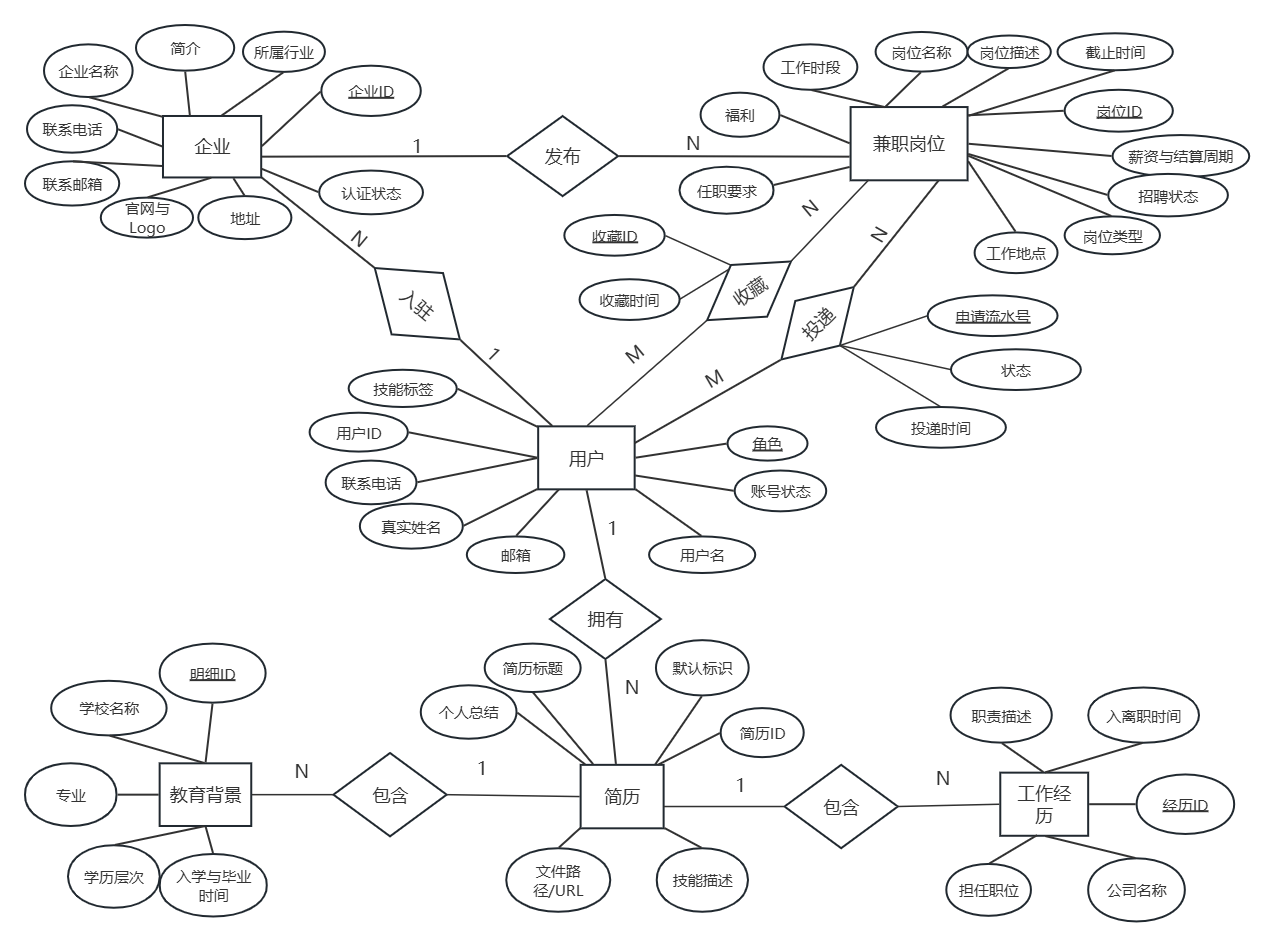 简介
所属行业
企业名称
企业ID
联系电话
企业
联系邮箱
官网与
Logo
地址
认证状态
1
发布
N
工作时段
岗位名称
岗位描述
截止时间
福利
岗位ID
兼职岗位
薪资与结算周期
任职要求
招聘状态
岗位类型
工作地点
N
入驻
1
收藏ID
收藏时间
收藏
N
M
N
投递
M
申请流水号
状态
投递时间
技能标签
用户ID
联系电话
真实姓名
邮箱
用户
角色
账号状态
用户名
1
拥有
N
明细ID
学校名称
专业
教育背景
学历层次
入学与毕业
时间
N
包含
1
简历标题
默认标识
个人总结
简历ID
简历
文件路
径/URL
技能描述
1
包含
N
职责描述
入离职时间
工作经
历
经历ID
担任职位
公司名称